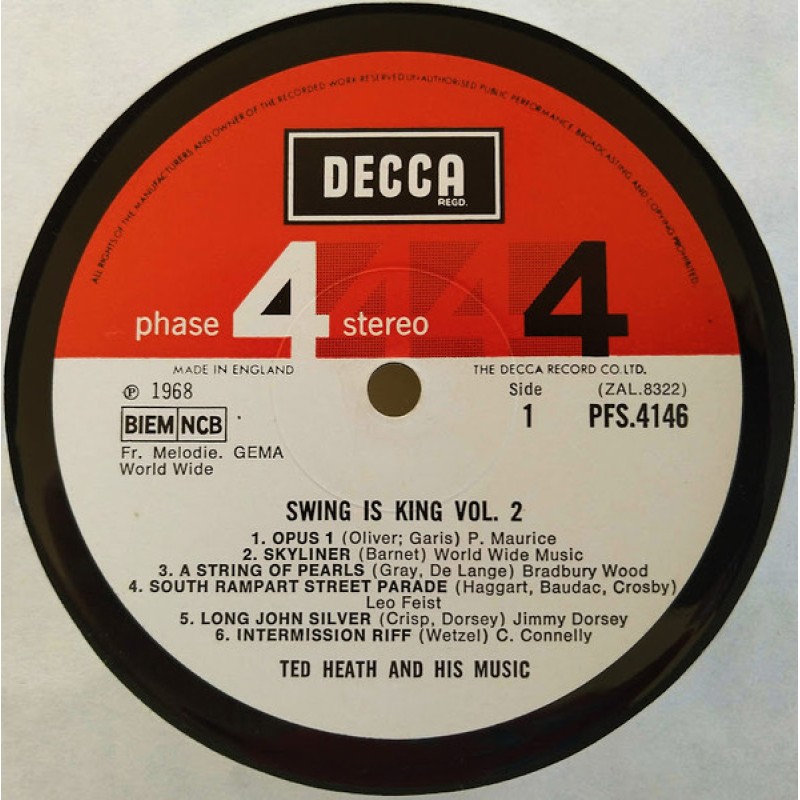 ALL RIGHTS OF THE MANUFACTURERS AND OWNER OF THE RECORDED WORK RESERVED UNAUTHORISED PUBLIC PERFORMANCE, BROADCASTING AND COPYING PROHIBITED.
DECCA
REGD.
phase 4 stereo 4 4 4
MADE IN ENGLAND
THE DECCA RECORD CO. LTD.
℗ 1968
Side
(ZAL.8322)
1
PFS.4146
BIEM NCB
Fr. Melodie. GEMA
World Wide
SWING IS KING VOL. 2
1. OPUS 1 (Oliver; Garis) P. Maurice
2. SKYLINER (Barnet) World Wide Music
3. A STRING OF PEARLS (Gray, De Lange) Bradbury Wood
4. SOUTH RAMPART STREET PARADE (Haggart, Baudac, Crosby)
Leo Feist
5. LONG JOHN SILVER (Crisp, Dorsey) Jimmy Dorsey
6. INTERMISSION RIFF (Wetzel) C. Connelly
TED HEATH AND HIS MUSIC